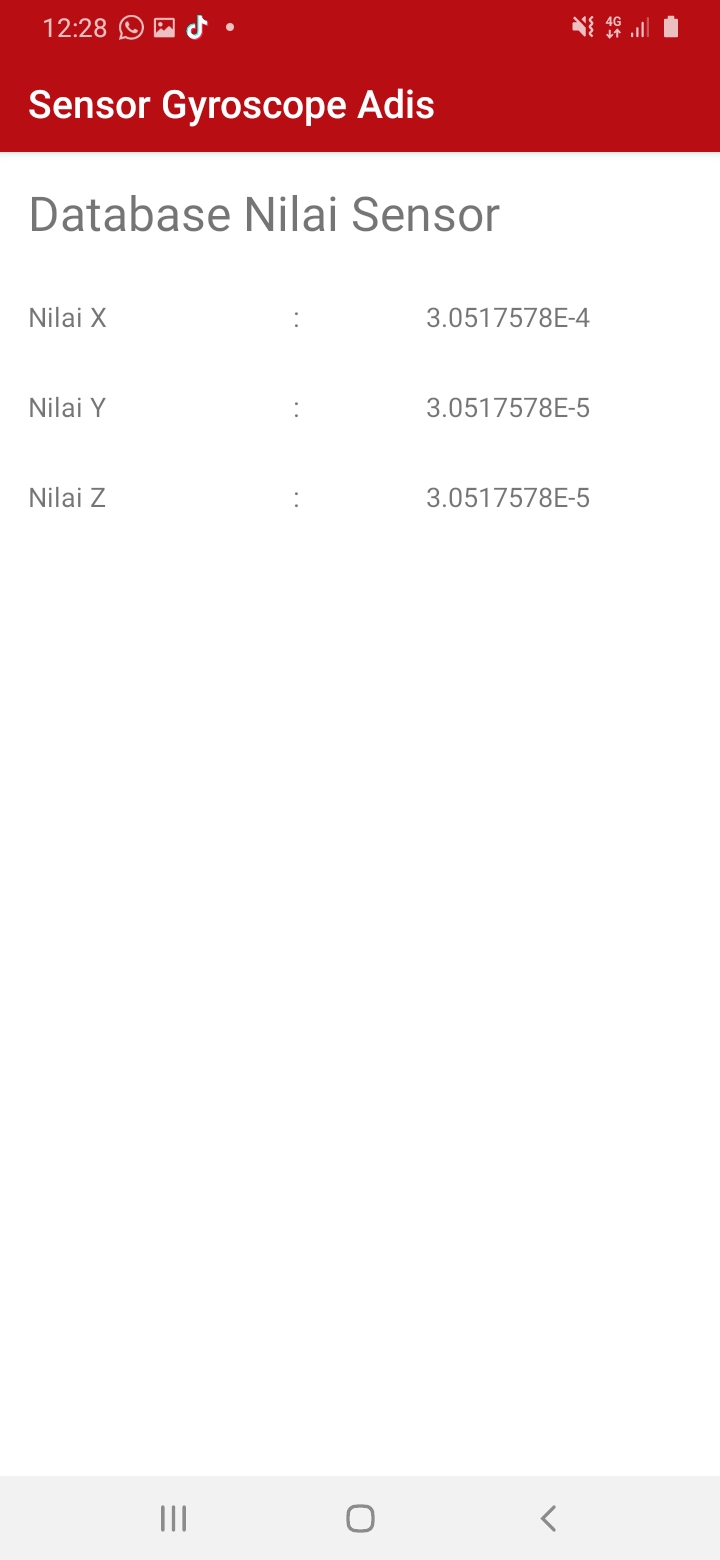 12:28
4G
Sensor Gyroscope Adis
Database Nilai Sensor
Nilai X : 3.0517578E-4
Nilai Y : 3.0517578E-5
Nilai Z : 3.0517578E-5